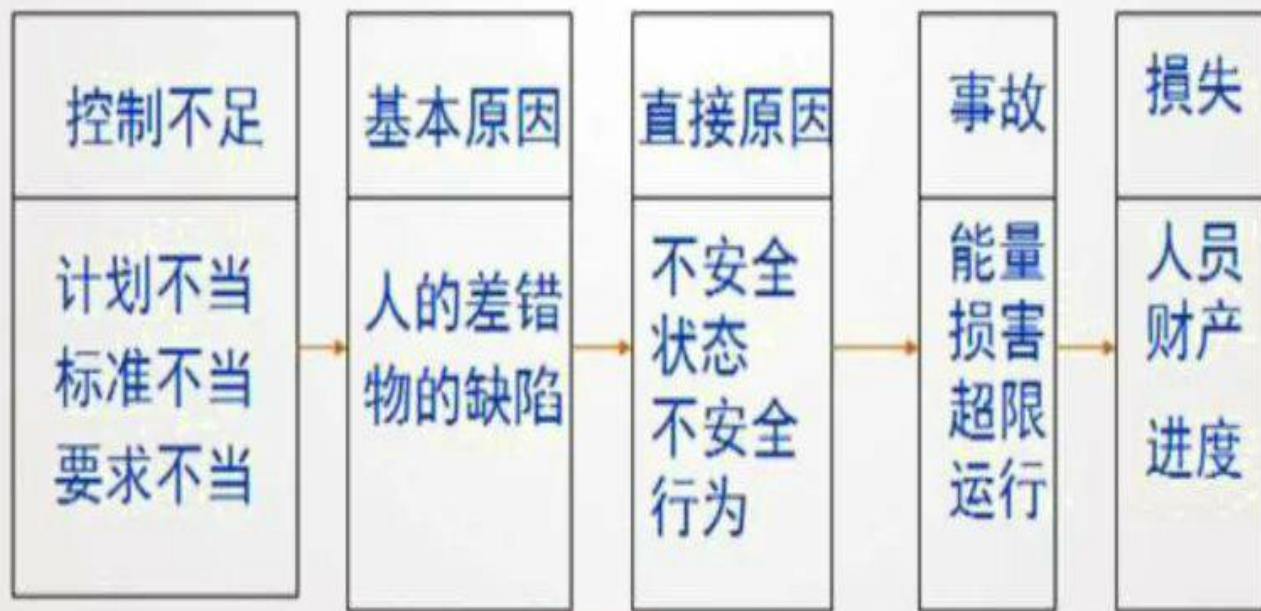 控制不足
计划不当
标准不当
要求不当
基本原因
人的差错
物的缺陷
直接原因
不安全
状态
不安全
行为
事故
能量
损害
超限
运行
損失
人员
财产
进度